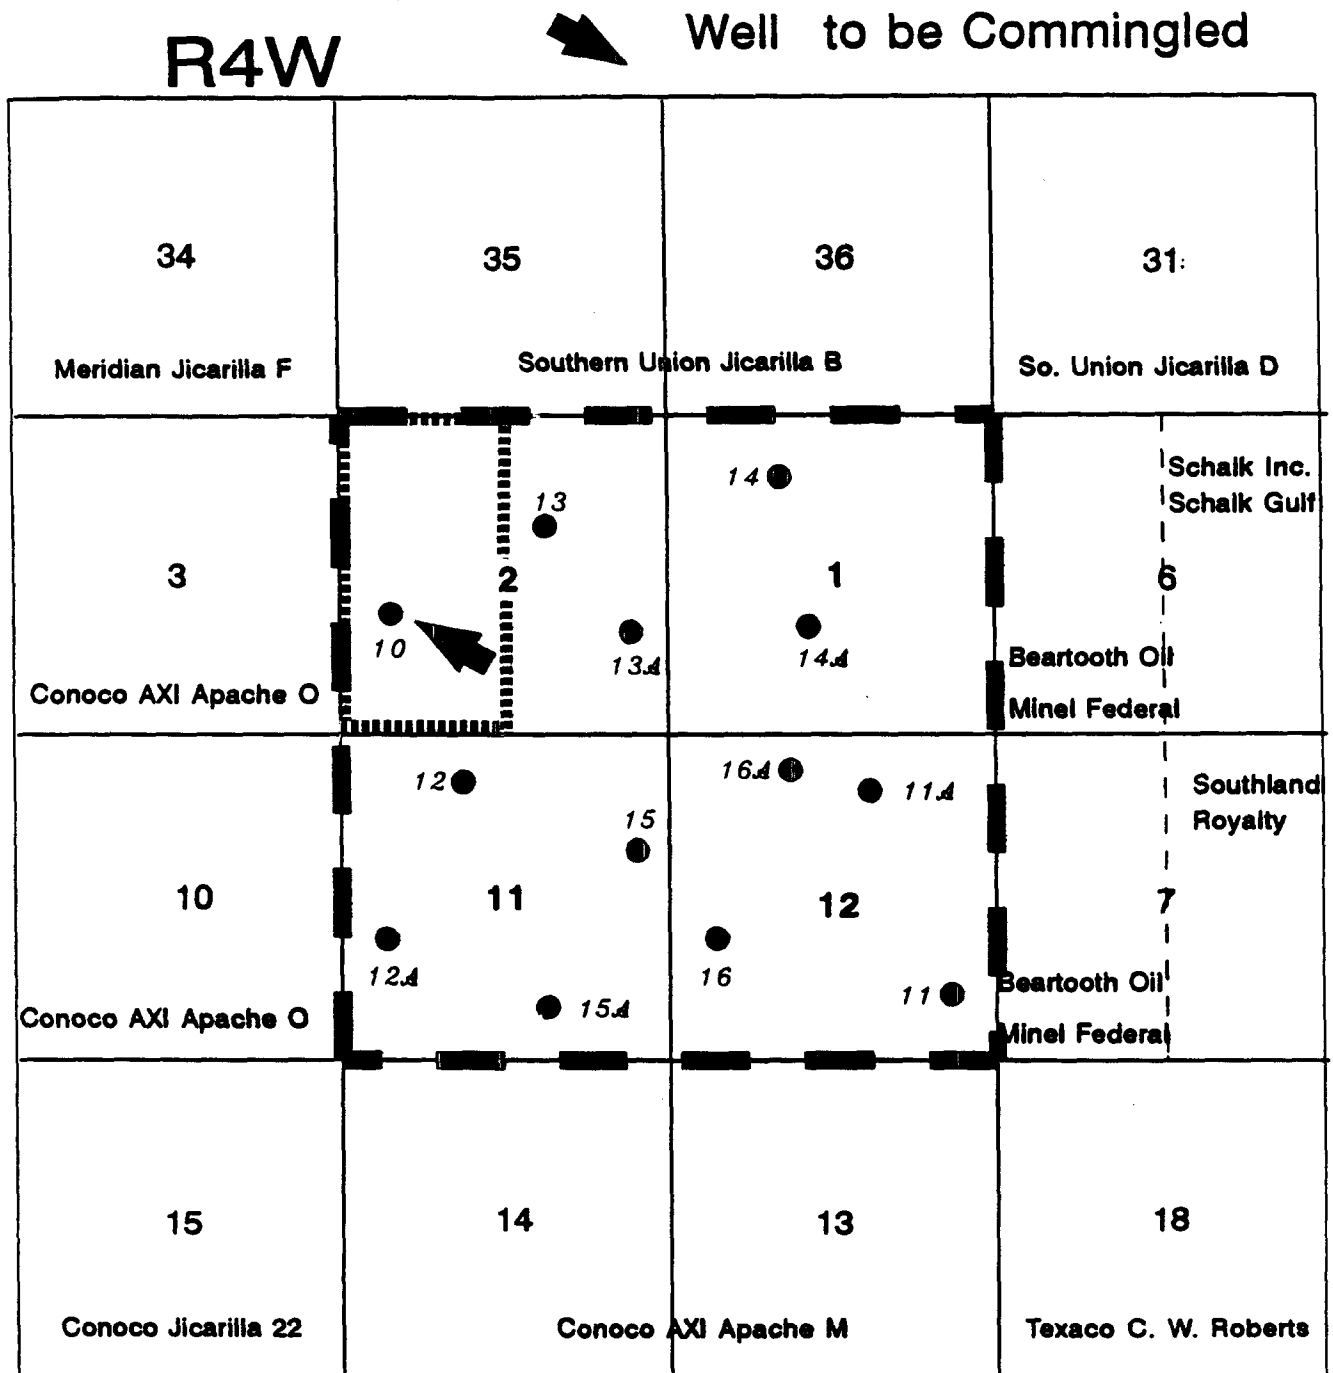 R4W
Well to be Commingled
34
35
36
31
Meridian Jicarilla F
Southern Union Jicarilla B
So. Union Jicarilla D
14
Schalk Inc.
Schalk Gulf
13
3
2
1
6
10
13A
14A
Beartooth Oil
Conoco AXI Apache O
Minel Federal
12
16A
11A
Southland
Royalty
15
10
11
12
7
12A
16
11
Beartooth Oil
15A
Conoco AXI Apache O
Minel Federal
15
14
13
18
Conoco Jicarilla 22
Conoco AXI Apache M
Texaco C. W. Roberts